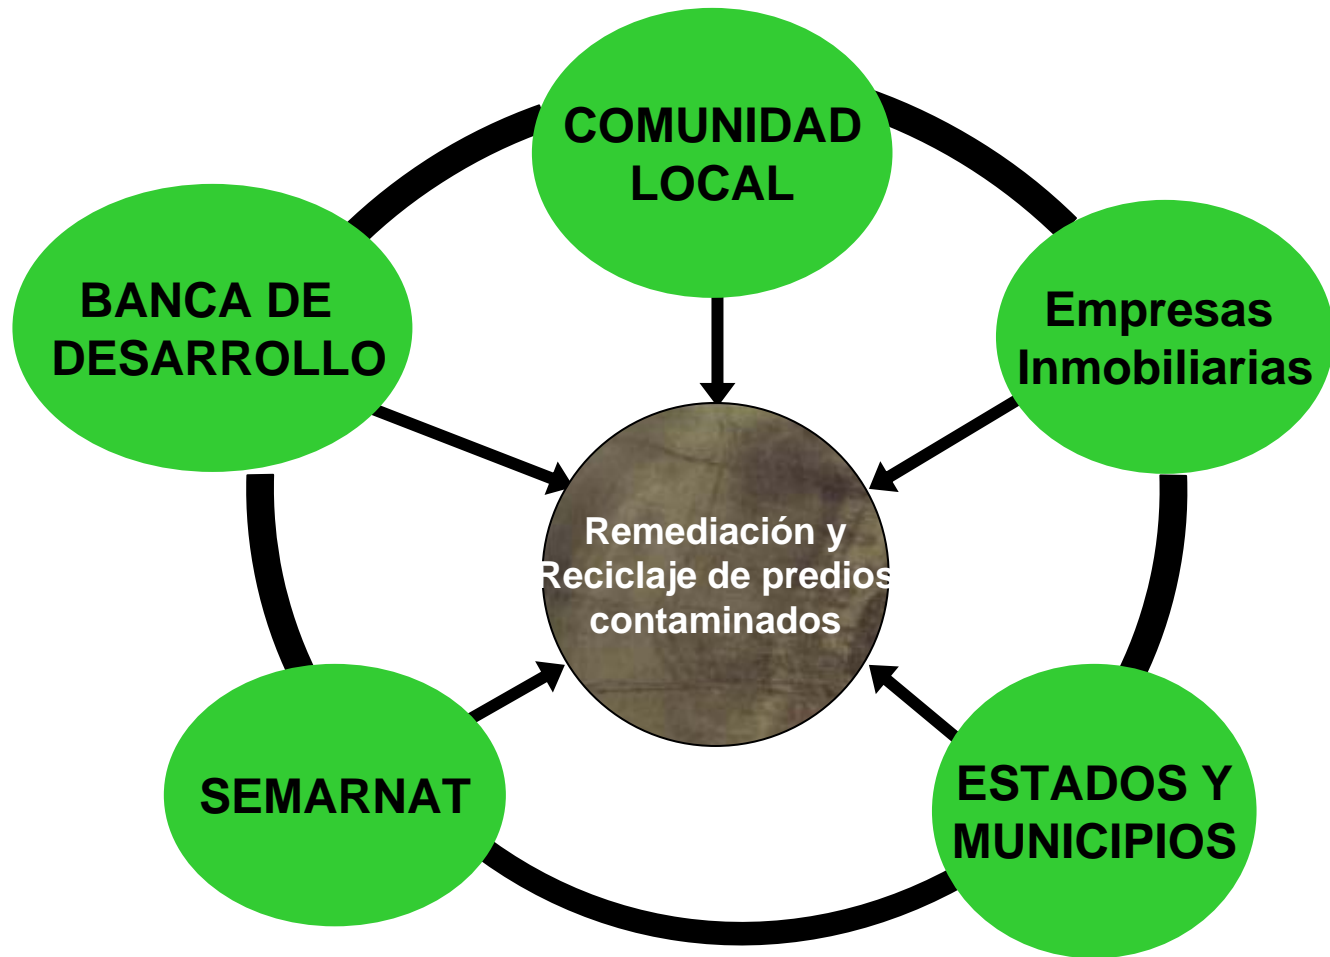 COMUNIDAD
LOCAL
BANCA DE
DESARROLLO
Empresas
Inmobiliarias
Remediación y
Reciclaje de predios
contaminados
SEMARNAT
ESTADOS Y
MUNICIPIOS